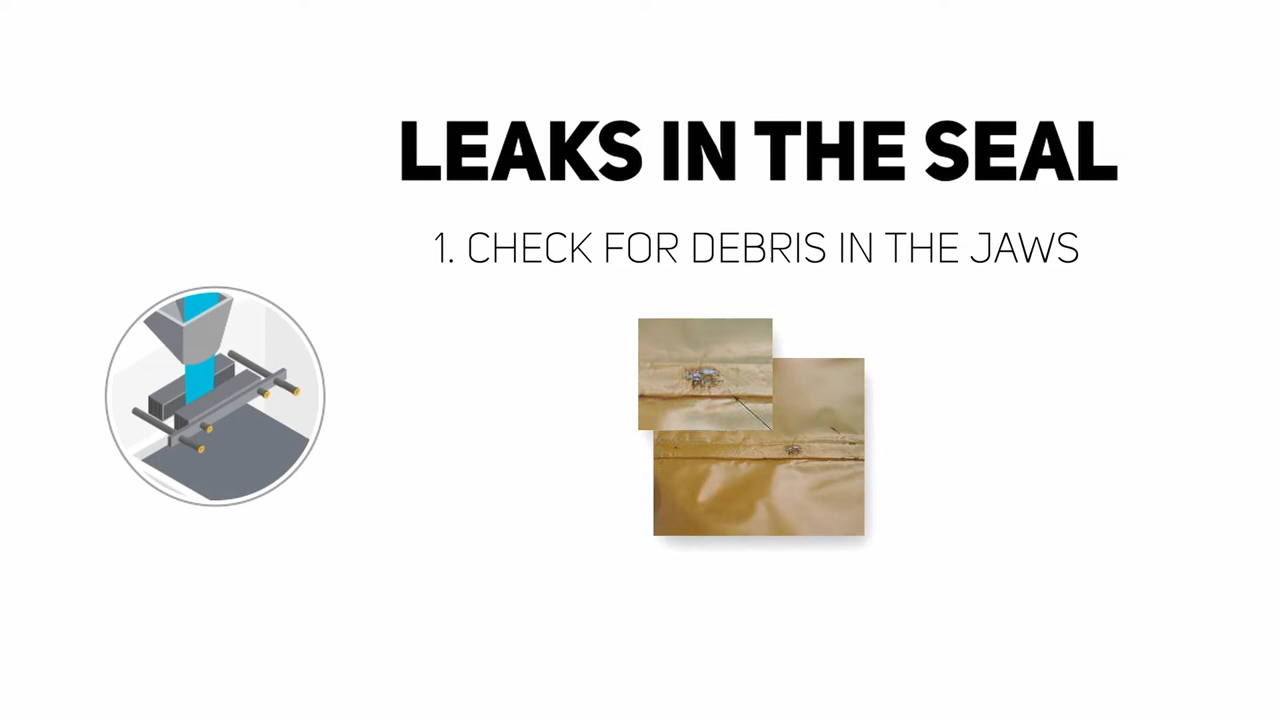 LEAKS IN THE SEAL
1. CHECK FOR DEBRIS IN THE JAWS